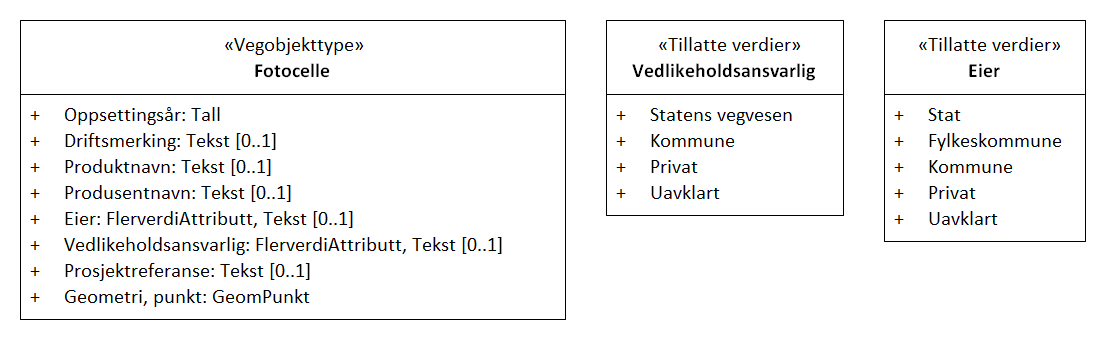 «Vegobjekttype»
Fotocelle
+ Oppsettingsår: Tall
+ Driftsmerking: Tekst [0..1]
+ Produktnavn: Tekst [0..1]
+ Produsentnavn: Tekst [0..1]
+ Eier: FlerverdiAttributt, Tekst [0..1]
+ Vedlikeholdsansvarlig: FlerverdiAttributt, Tekst [0..1]
+ Prosjektreferanse: Tekst [0..1]
+ Geometri, punkt: GeomPunkt
«Tillatte verdier»
Vedlikeholdsansvarlig
+ Statens vegvesen
+ Kommune
+ Privat
+ Uavklart
«Tillatte verdier»
Eier
+ Stat
+ Fylkeskommune
+ Kommune
+ Privat
+ Uavklart